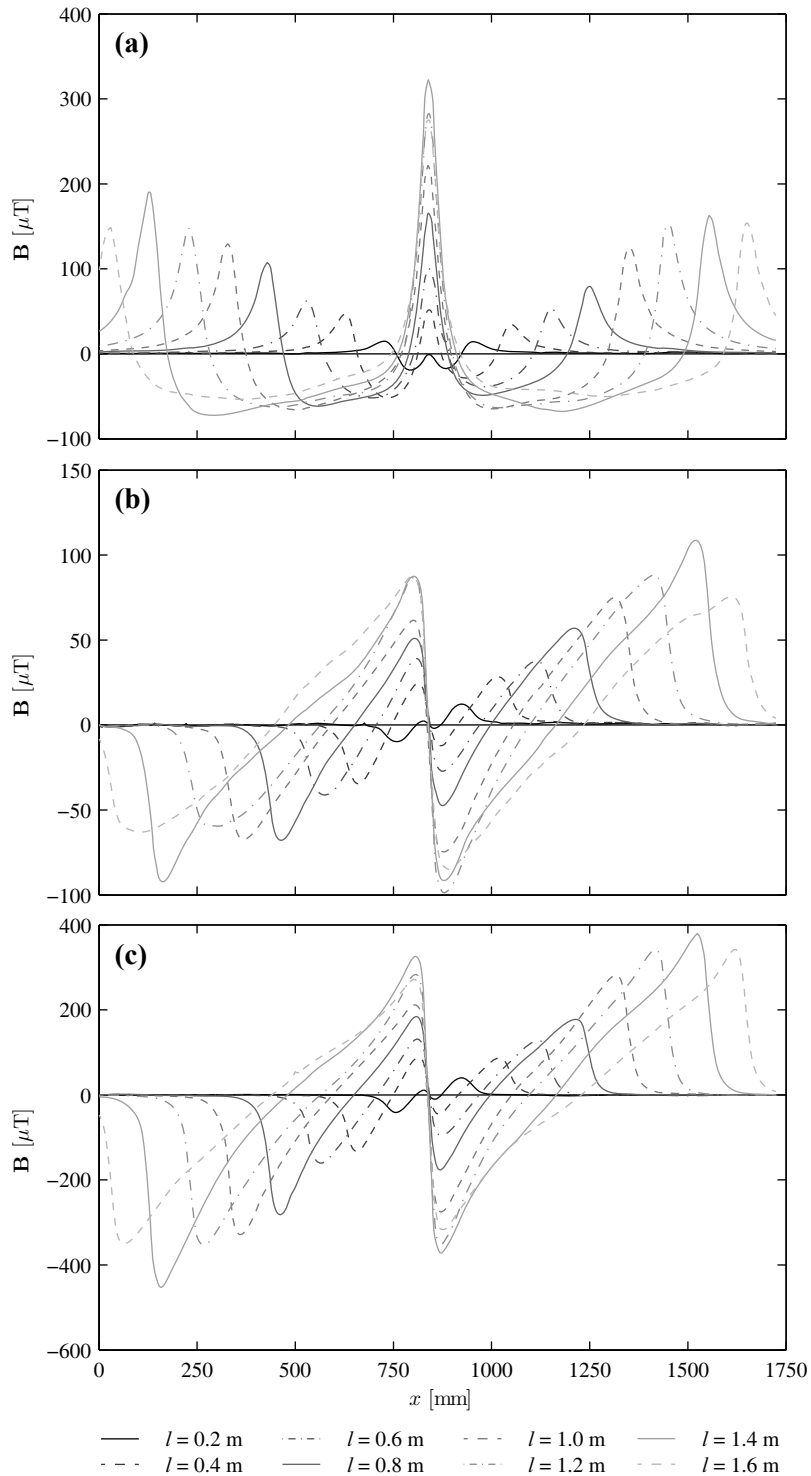 (a)
400
300
200
100
0
−100
B [μT]
(b)
150
100
50
0
−50
−100
B [μT]
(c)
400
200
0
−200
−400
−600
B [μT]
0 250 500 750 1000 1250 1500 1750
x [mm]
l = 0.2 m l = 0.6 m l = 1.0 m l = 1.4 m
l = 0.4 m l = 0.8 m l = 1.2 m l = 1.6 m